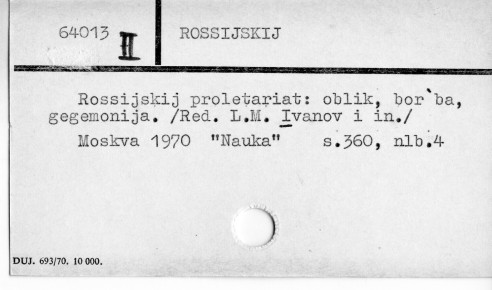 64013 II ROSSIJSKIJ
Rossijskij proletariat: oblik, bor`ba,
gegemonija. /Red. L.M. Ivanov i in./
Moskva 1970 "Nauka" s.360, nlb.4
DUJ. 693/70. 10 000.